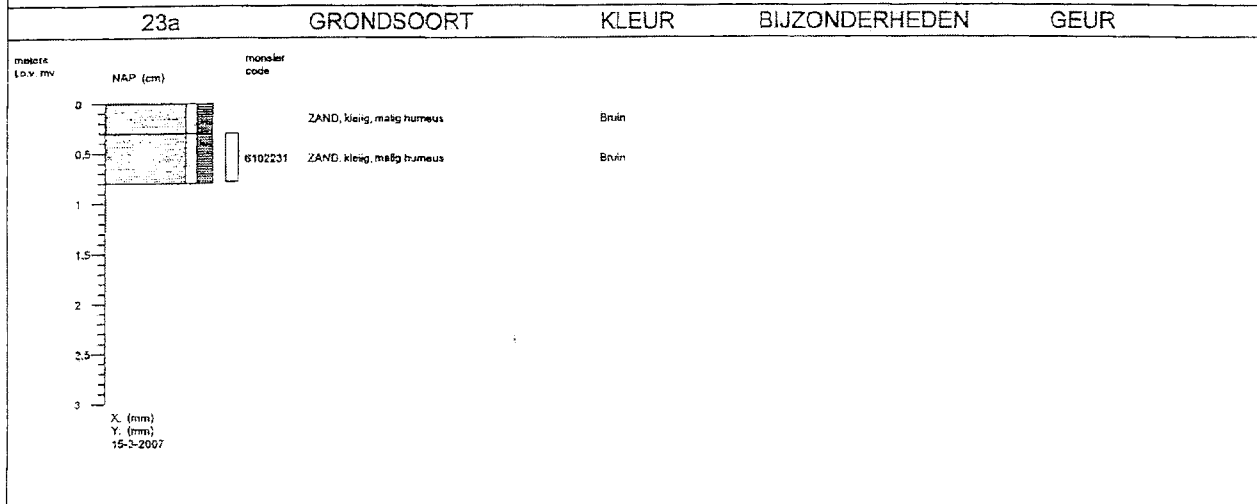 23a GRONDSOORT KLEUR BIJZONDERHEDEN GEUR
meters monster
t.o.v. mv NAP (cm) code
0 ZAND, kleiig, matig humeus Bruin
0,5 6102231 ZAND, kleiig, matig humeus Bruin
1
1,5
2
2,5
3
X. (mm)
Y. (mm)
15-3-2007